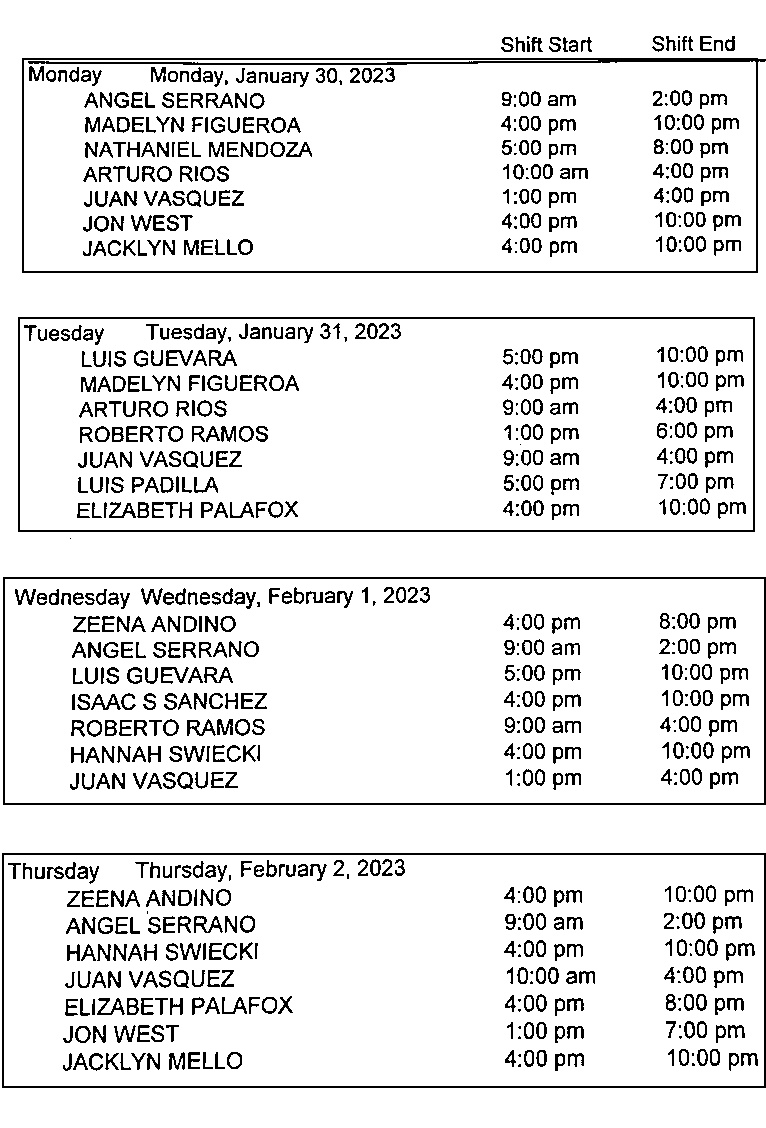 Shift Start Shift End
Monday Monday, January 30, 2023
ANGEL SERRANO 9:00 am 2:00 pm
MADELYN FIGUEROA 4:00 pm 10:00 pm
NATHANIEL MENDOZA 5:00 pm 8:00 pm
ARTURO RIOS 10:00 am 4:00 pm
JUAN VASQUEZ 1:00 pm 4:00 pm
JON WEST 4:00 pm 10:00 pm
JACKLYN MELLO 4:00 pm 10:00 pm
Tuesday Tuesday, January 31, 2023
LUIS GUEVARA 5:00 pm 10:00 pm
MADELYN FIGUEROA 4:00 pm 10:00 pm
ARTURO RIOS 9:00 am 4:00 pm
ROBERTO RAMOS 1:00 pm 6:00 pm
JUAN VASQUEZ 9:00 am 4:00 pm
LUIS PADILLA 5:00 pm 7:00 pm
ELIZABETH PALAFOX 4:00 pm 10:00 pm
Wednesday Wednesday, February 1, 2023
ZEENA ANDINO 4:00 pm 8:00 pm
ANGEL SERRANO 9:00 am 2:00 pm
LUIS GUEVARA 5:00 pm 10:00 pm
ISAAC S SANCHEZ 4:00 pm 10:00 pm
ROBERTO RAMOS 9:00 am 4:00 pm
HANNAH SWIECKI 4:00 pm 10:00 pm
JUAN VASQUEZ 1:00 pm 4:00 pm
Thursday Thursday, February 2, 2023
ZEENA ANDINO 4:00 pm 10:00 pm
ANGEL SERRANO 9:00 am 2:00 pm
HANNAH SWIECKI 4:00 pm 10:00 pm
JUAN VASQUEZ 10:00 am 4:00 pm
ELIZABETH PALAFOX 4:00 pm 8:00 pm
JON WEST 1:00 pm 7:00 pm
JACKLYN MELLO 4:00 pm 10:00 pm